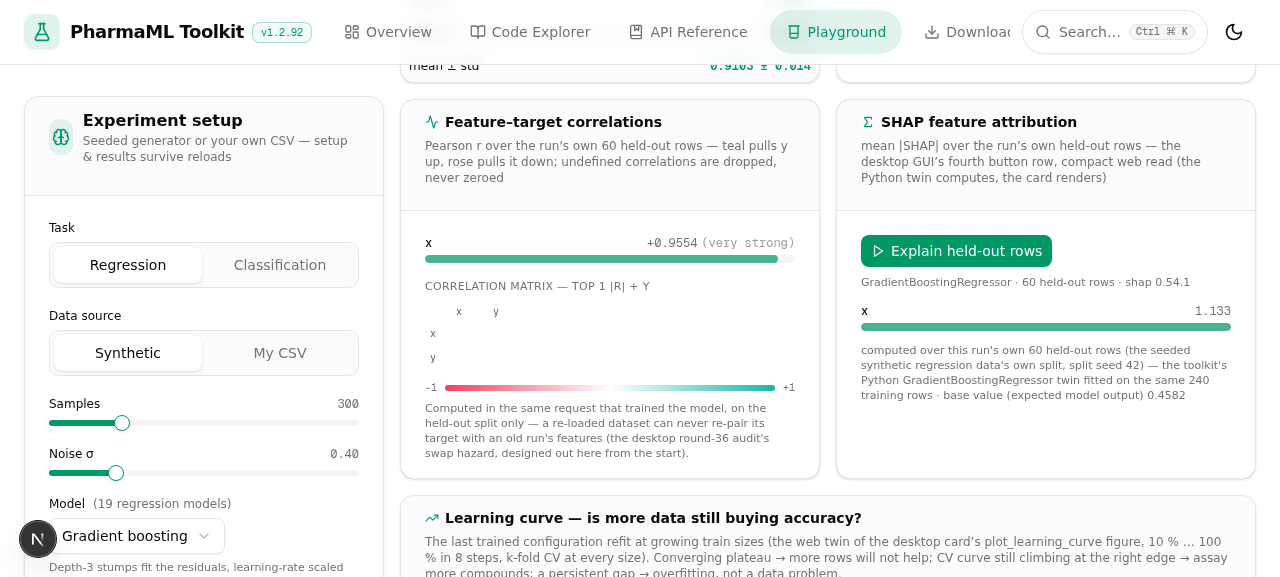 PharmaML Toolkit v1.2.92 Overview Code Explorer API Reference Playground Downloac Search... Ctrl ⌘ K
mean ± std 0.9103 ± 0.014
Experiment setup
Seeded generator or your own CSV — setup
& results survive reloads
Task
Regression Classification
Data source
Synthetic My CSV
Samples 300
Noise σ 0.40
Model (19 regression models)
Gradient boosting
Depth-3 stumps fit the residuals, learning-rate scaled
Feature–target correlations
Pearson r over the run's own 60 held-out rows — teal pulls y
up, rose pulls it down; undefined correlations are dropped,
never zeroed
x +0.9554 (very strong)
CORRELATION MATRIX — TOP 1 |R| + Y
x y
x
y
−1 +1
Computed in the same request that trained the model, on the
held-out split only — a re-loaded dataset can never re-pair its
target with an old run's features (the desktop round-36 audit's
swap hazard, designed out here from the start).
SHAP feature attribution
mean |SHAP| over the run’s own held-out rows — the
desktop GUI’s fourth button row, compact web read (the
Python twin computes, the card renders)
Explain held-out rows
GradientBoostingRegressor · 60 held-out rows · shap 0.54.1
x 1.133
computed over this run's own 60 held-out rows (the seeded
synthetic regression data's own split, split seed 42) — the toolkit's
Python GradientBoostingRegressor twin fitted on the same 240
training rows · base value (expected model output) 0.4582
Learning curve — is more data still buying accuracy?
The last trained configuration refit at growing train sizes (the web twin of the desktop card’s plot_learning_curve figure, 10 % … 100
% in 8 steps, k-fold CV at every size). Converging plateau → more rows will not help; CV curve still climbing at the right edge → assay
more compounds; a persistent gap → overfitting, not a data problem.